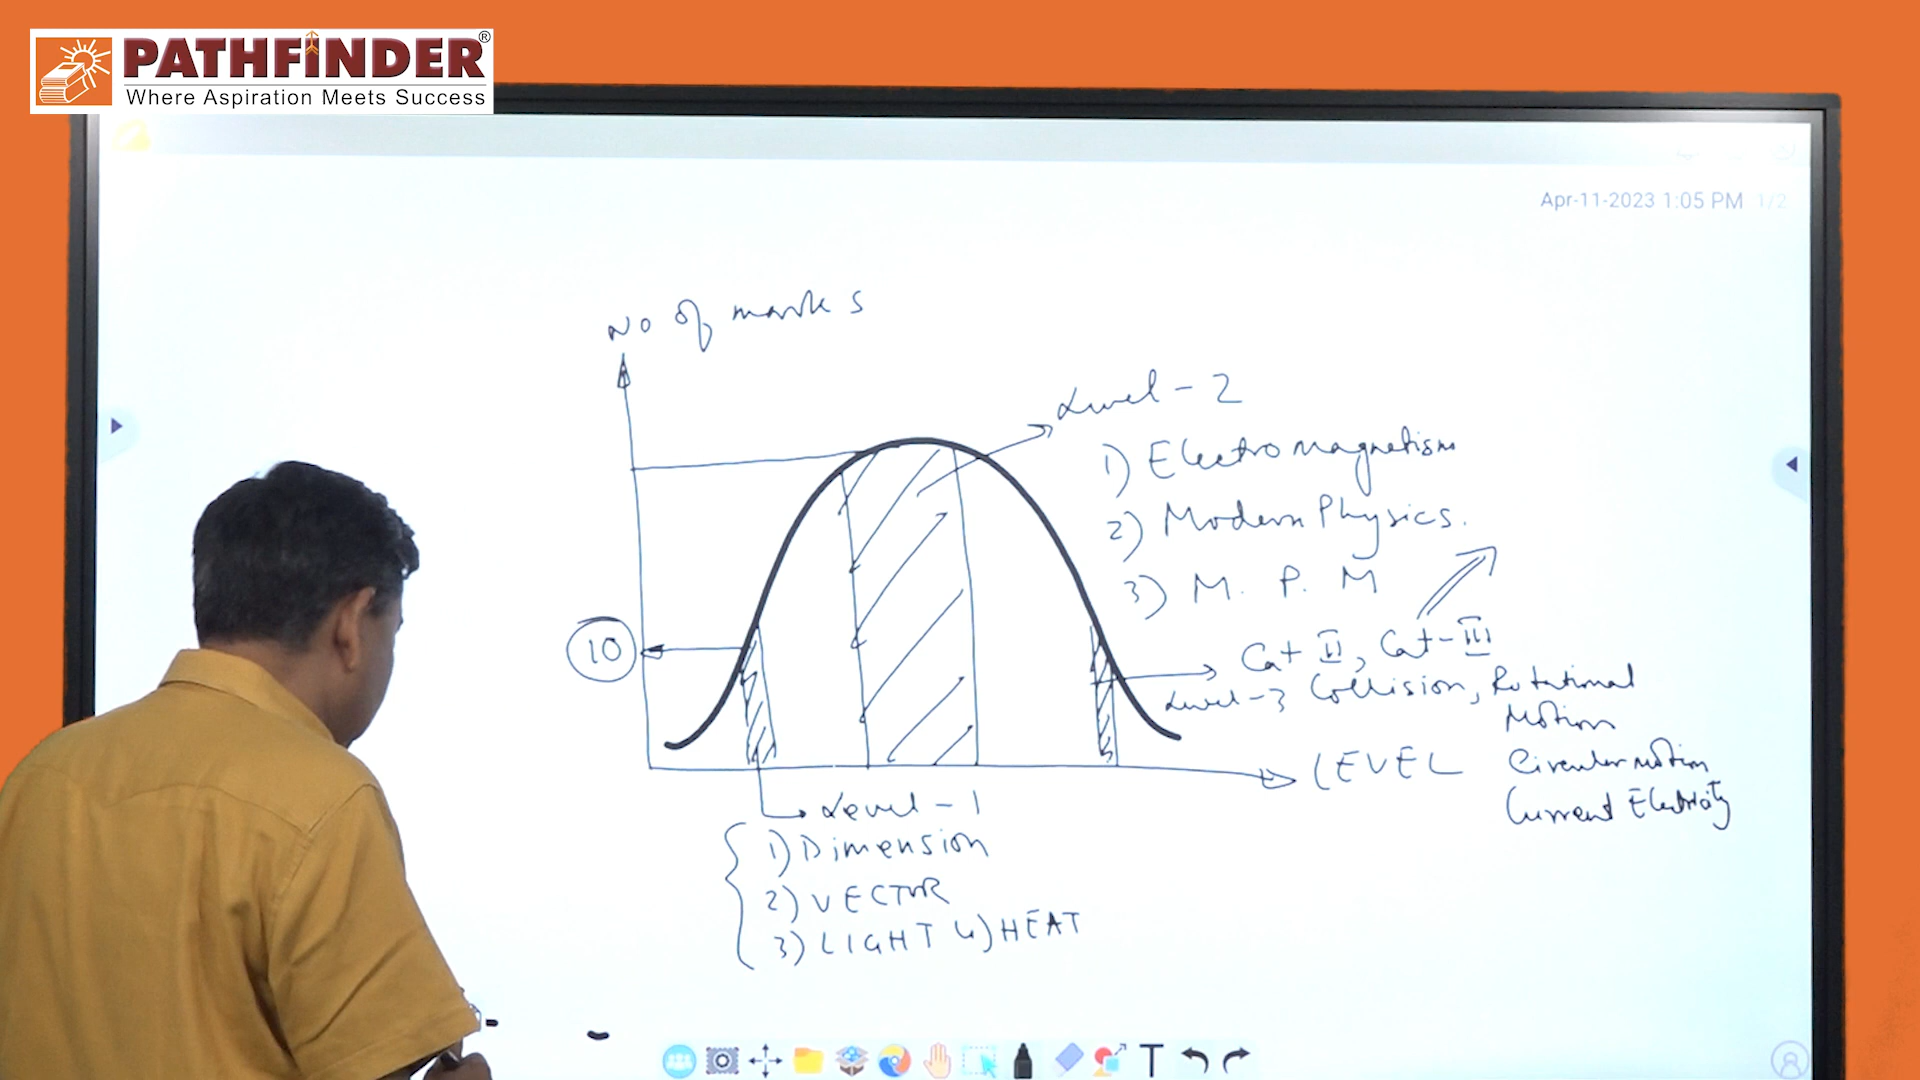 PATHFINDER®
Where Aspiration Meets Success
Apr-11-2023 1:05 PM 1/2
No of marks
Level - 2
1) Electromagnetism
2) Modern Physics.
3) M. P. M
10
Cat II, Cat-III
Level-3 Collision, Rotational
Motion
LEVEL
Circular motion
Current Electricity
Level - 1
1) Dimension
2) VECTOR
3) LIGHT 4) HEAT
T